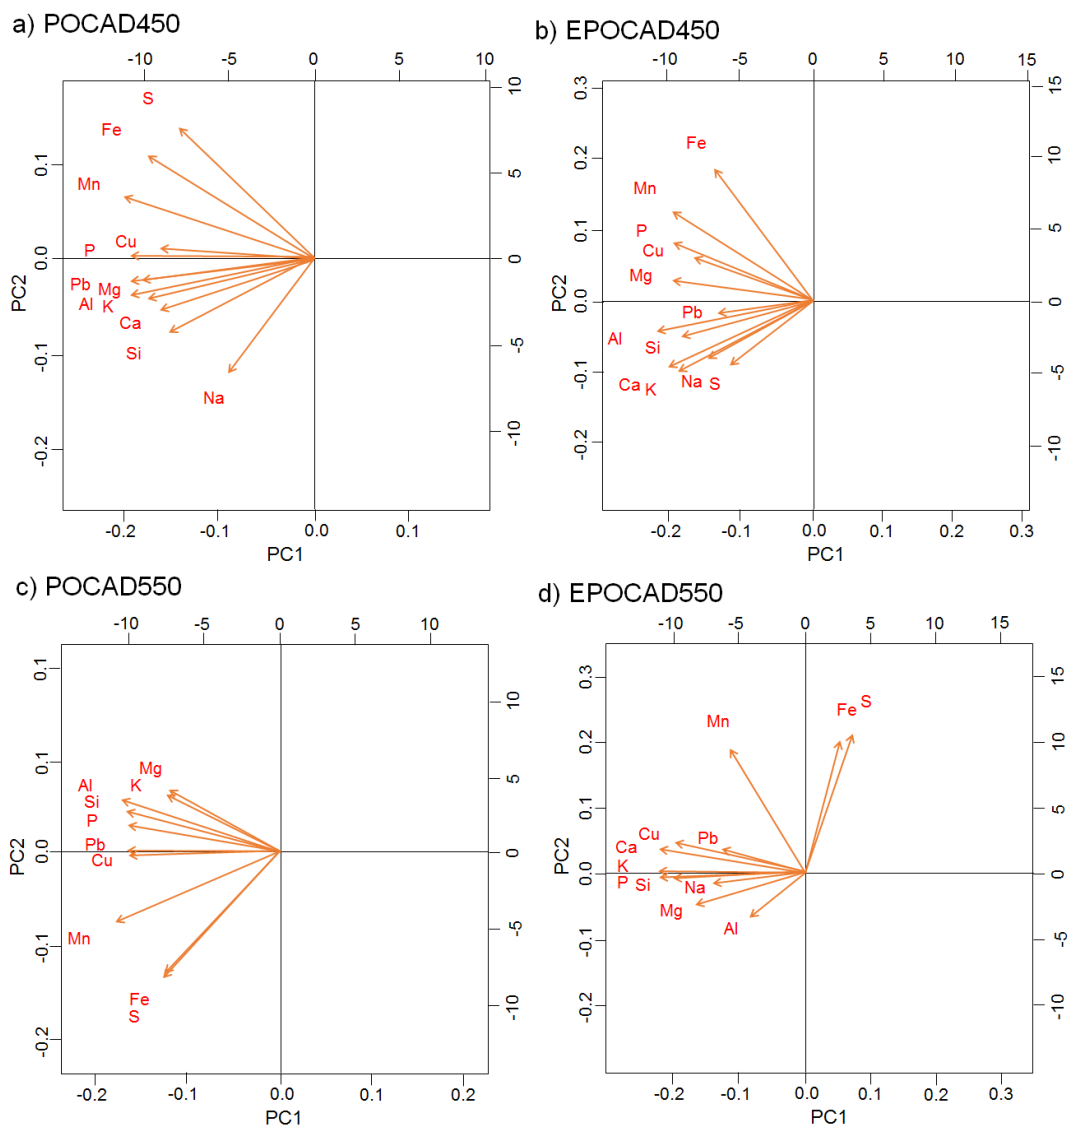 a) POCAD450
-10 -5 0 5 10
S
Fe
Mn
Cu
P
Pb
Mg
Al
K
Ca
Si
Na
0.1
0.0
-0.1
-0.2
PC2
10
5
0
-5
-10
-0.2 -0.1 0.0 0.1
PC1
b) EPOCAD450
-10 -5 0 5 10 15
Fe
Mn
P
Cu
Mg
Pb
Al
Si
Ca
K
Na
S
0.3
0.2
0.1
0.0
-0.1
-0.2
PC2
15
10
5
0
-5
-10
-0.2 -0.1 0.0 0.1 0.2 0.3
PC1
c) POCAD550
-10 -5 0 5 10
Mg
Al
K
Si
P
Pb
Cu
Mn
Fe
S
0.1
0.1
0.0
-0.1
-0.2
PC2
10
5
0
-5
-10
-0.2 -0.1 0.0 0.1 0.2
PC1
d) EPOCAD550
-10 -5 0 5 10 15
S
Fe
Mn
Cu
Pb
Ca
K
P
Si
Na
Mg
Al
0.3
0.2
0.1
0.0
-0.1
-0.2
PC2
15
10
5
0
-5
-10
-0.2 -0.1 0.0 0.1 0.2 0.3
PC1